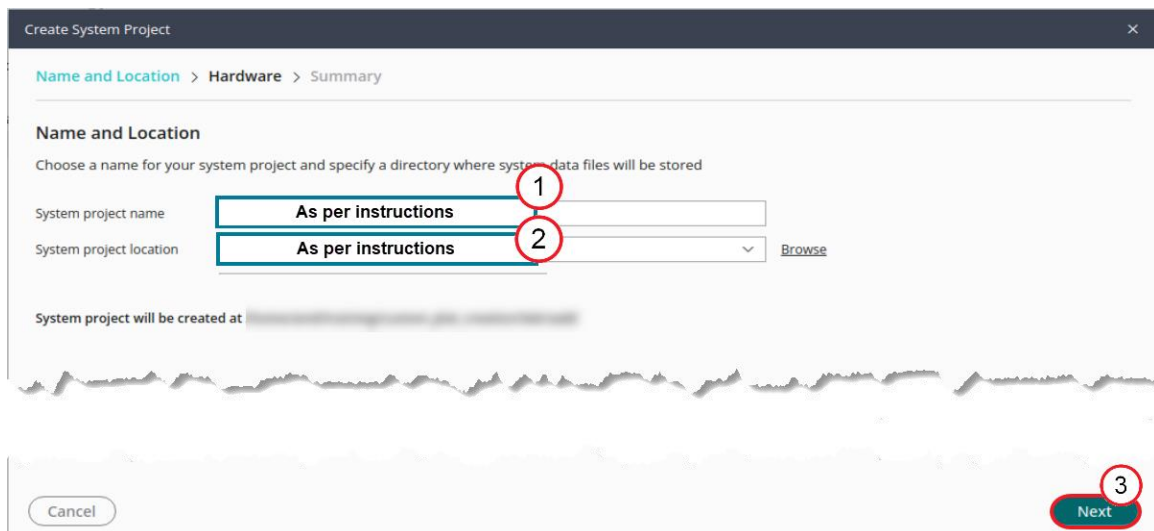 Create System Project
Name and Location > Hardware > Summary
Name and Location
Choose a name for your system project and specify a directory where system data files will be stored
1
System project name As per instructions
2
System project location As per instructions Browse
System project will be created at
3
Cancel Next